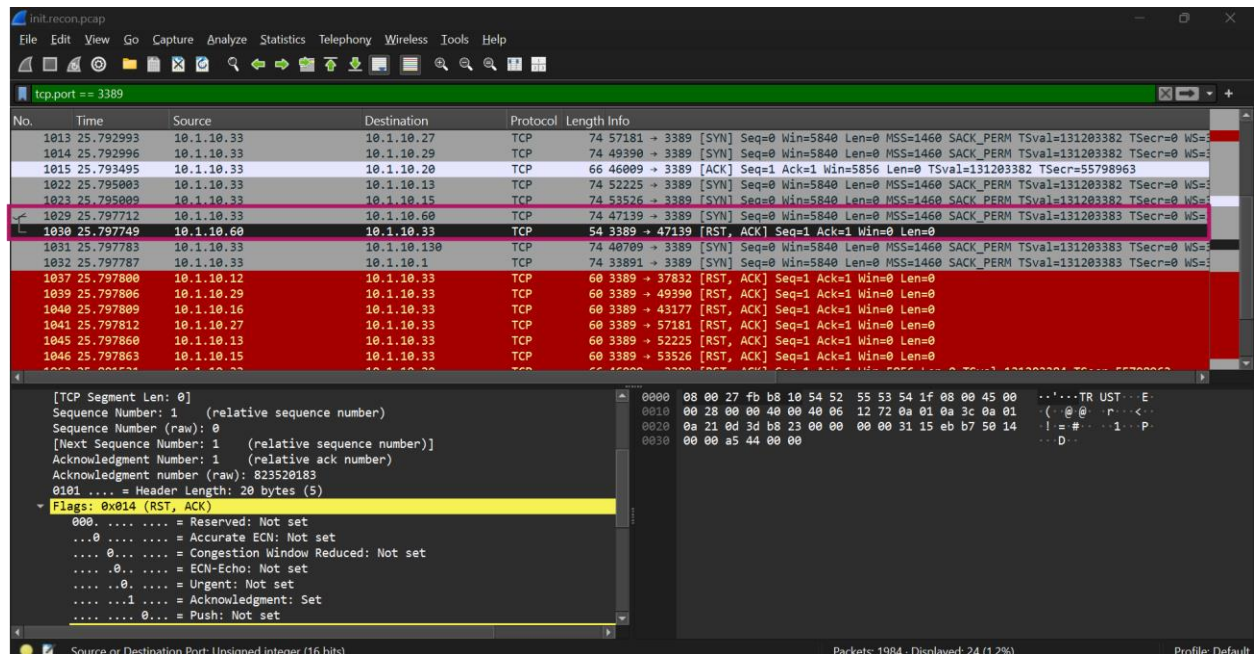 init.recon.pcap
File Edit View Go Capture Analyze Statistics Telephony Wireless Tools Help
tcp.port == 3389
No. Time Source Destination Protocol Length Info
1013 25.792993 10.1.10.33 10.1.10.27 TCP 74 57181 → 3389 [SYN] Seq=0 Win=5840 Len=0 MSS=1460 SACK_PERM TSval=131203382 TSecr=0 WS=
1014 25.792996 10.1.10.33 10.1.10.29 TCP 74 49390 → 3389 [SYN] Seq=0 Win=5840 Len=0 MSS=1460 SACK_PERM TSval=131203382 TSecr=0 WS=
1015 25.793495 10.1.10.33 10.1.10.20 TCP 66 46009 → 3389 [ACK] Seq=1 Ack=1 Win=5856 Len=0 TSval=131203382 TSecr=55798963
1022 25.795003 10.1.10.33 10.1.10.13 TCP 74 52225 → 3389 [SYN] Seq=0 Win=5840 Len=0 MSS=1460 SACK_PERM TSval=131203382 TSecr=0 WS=
1023 25.795009 10.1.10.33 10.1.10.15 TCP 74 53526 → 3389 [SYN] Seq=0 Win=5840 Len=0 MSS=1460 SACK_PERM TSval=131203382 TSecr=0 WS=
1029 25.797712 10.1.10.33 10.1.10.60 TCP 74 47139 → 3389 [SYN] Seq=0 Win=5840 Len=0 MSS=1460 SACK_PERM TSval=131203383 TSecr=0 WS=
1030 25.797749 10.1.10.60 10.1.10.33 TCP 54 3389 → 47139 [RST, ACK] Seq=1 Ack=1 Win=0 Len=0
1031 25.797783 10.1.10.33 10.1.10.130 TCP 74 40709 → 3389 [SYN] Seq=0 Win=5840 Len=0 MSS=1460 SACK_PERM TSval=131203383 TSecr=0 WS=
1032 25.797787 10.1.10.33 10.1.10.1 TCP 74 33891 → 3389 [SYN] Seq=0 Win=5840 Len=0 MSS=1460 SACK_PERM TSval=131203383 TSecr=0 WS=
1037 25.797800 10.1.10.12 10.1.10.33 TCP 60 3389 → 37832 [RST, ACK] Seq=1 Ack=1 Win=0 Len=0
1039 25.797806 10.1.10.29 10.1.10.33 TCP 60 3389 → 49390 [RST, ACK] Seq=1 Ack=1 Win=0 Len=0
1040 25.797809 10.1.10.16 10.1.10.33 TCP 60 3389 → 43177 [RST, ACK] Seq=1 Ack=1 Win=0 Len=0
1041 25.797812 10.1.10.27 10.1.10.33 TCP 60 3389 → 57181 [RST, ACK] Seq=1 Ack=1 Win=0 Len=0
1045 25.797860 10.1.10.13 10.1.10.33 TCP 60 3389 → 52225 [RST, ACK] Seq=1 Ack=1 Win=0 Len=0
1046 25.797863 10.1.10.15 10.1.10.33 TCP 60 3389 → 53526 [RST, ACK] Seq=1 Ack=1 Win=0 Len=0
[TCP Segment Len: 0]
Sequence Number: 1 (relative sequence number)
Sequence Number (raw): 0
[Next Sequence Number: 1 (relative sequence number)]
Acknowledgment Number: 1 (relative ack number)
Acknowledgment number (raw): 823520183
0101 .... = Header Length: 20 bytes (5)
Flags: 0x014 (RST, ACK)
000. .... .... = Reserved: Not set
...0 .... .... = Accurate ECN: Not set
.... 0... .... = Congestion Window Reduced: Not set
.... .0.. .... = ECN-Echo: Not set
.... ..0. .... = Urgent: Not set
.... ...1 .... = Acknowledgment: Set
.... .... 0... = Push: Not set
0000 08 00 27 fb b8 10 54 52 55 53 54 1f 08 00 45 00 ..'...TR UST...E.
0010 00 28 00 00 40 00 40 06 12 72 0a 01 0a 3c 0a 01 .(..@.@. .r...<..
0020 0a 21 0d 3d b8 23 00 00 00 00 31 15 eb b7 50 14 .!.=.#.. ..1...P.
0030 00 00 a5 44 00 00 ...D..
Source or Destination Port: Unsigned integer (16 bits)
Packets: 1984 · Displayed: 24 (1.2%)
Profile: Default